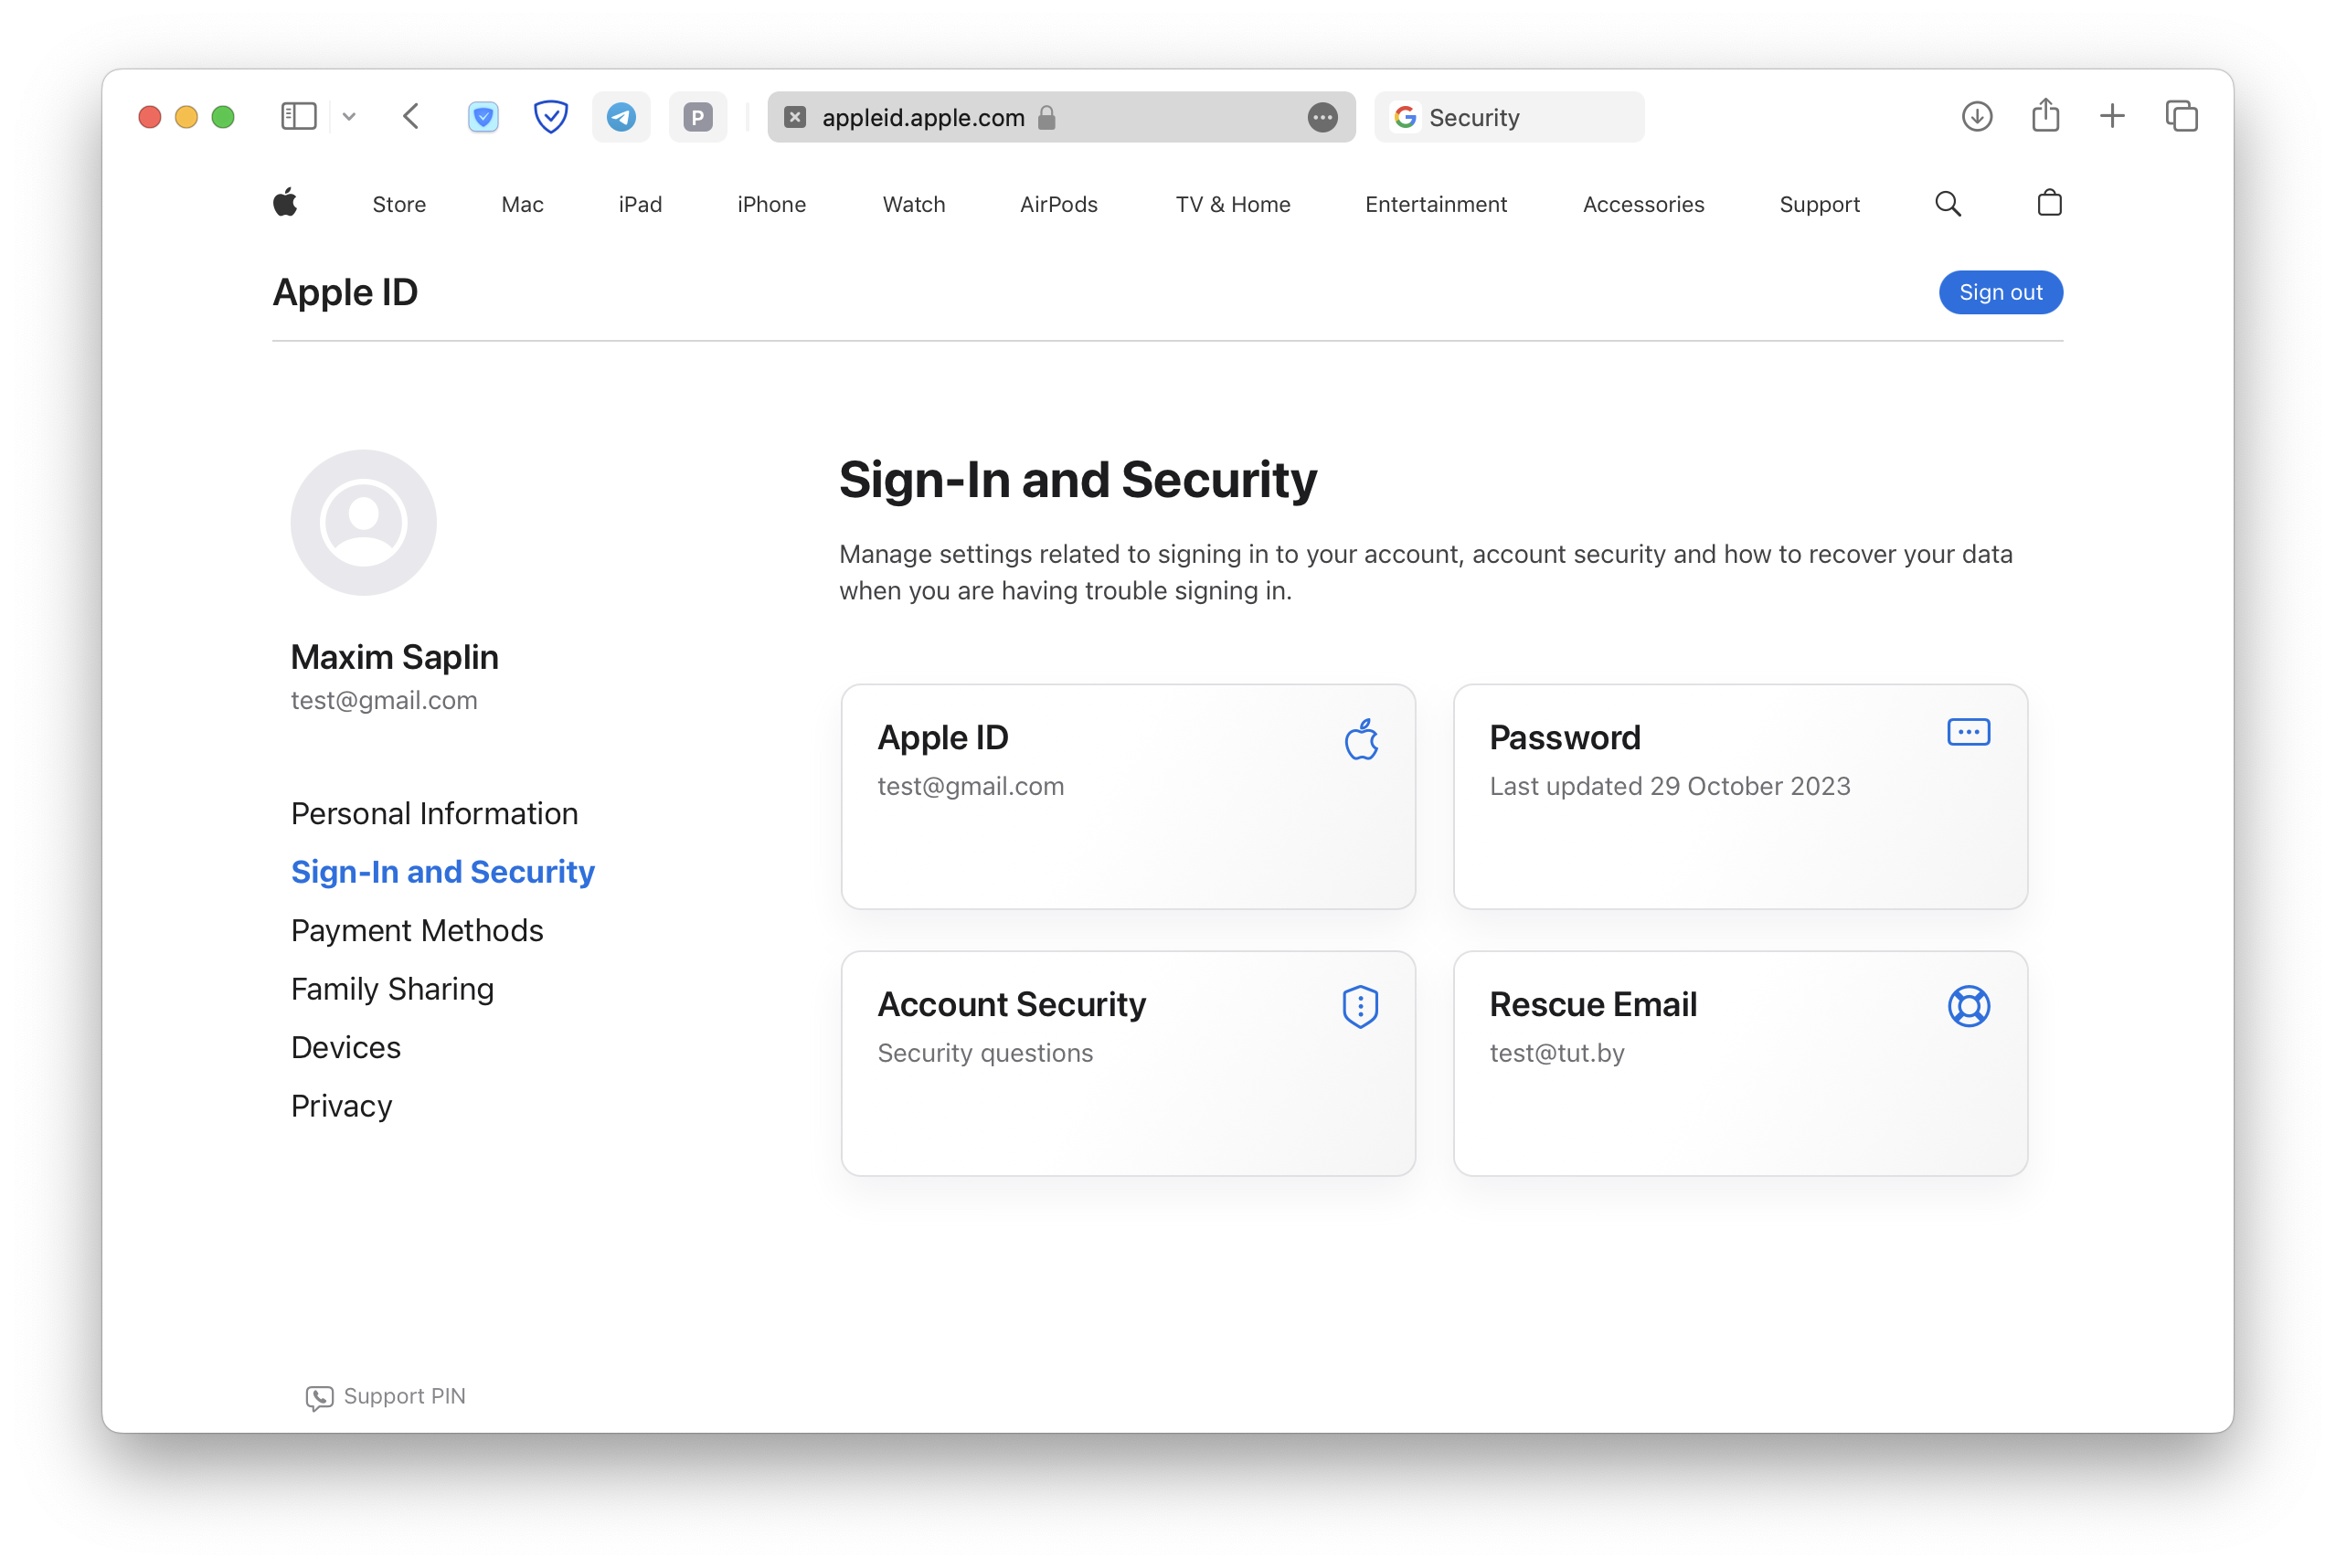 P
appleid.apple.com
Security
Store Mac iPad iPhone Watch AirPods TV & Home Entertainment Accessories Support
Apple ID
Sign out
Maxim Saplin
test@gmail.com
Personal Information
Sign-In and Security
Payment Methods
Family Sharing
Devices
Privacy
Support PIN
Sign-In and Security
Manage settings related to signing in to your account, account security and how to recover your data
when you are having trouble signing in.
Apple ID
test@gmail.com
Password
Last updated 29 October 2023
Account Security
Security questions
Rescue Email
test@tut.by